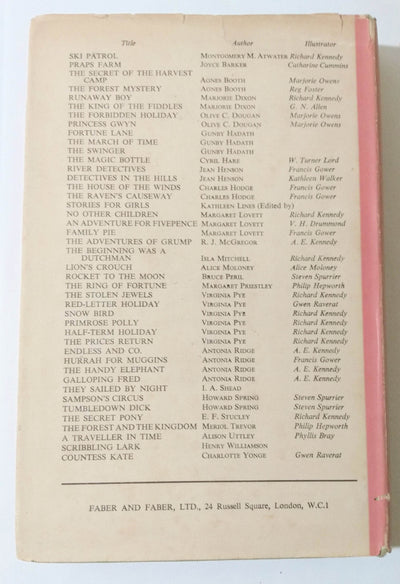 Title Author Illustrator
SKI PATROL MONTGOMERY M. ATWATER Richard Kennedy
PRAPS FARM JOYCE BARKER Catharine Cummins
THE SECRET OF THE HARVEST
CAMP AGNES BOOTH Marjorie Owens
THE FOREST MYSTERY AGNES BOOTH Reg Foster
RUNAWAY BOY MARJORIE DIXON Richard Kennedy
THE KING OF THE FIDDLES MARJORIE DIXON G. N. Allen
THE FORBIDDEN HOLIDAY OLIVE C. DOUGAN Marjorie Owens
PRINCESS GWYN OLIVE C. DOUGAN Marjorie Owens
FORTUNE LANE GUNBY HADATH
THE MARCH OF TIME GUNBY HADATH
THE SWINGER GUNBY HADATH
THE MAGIC BOTTLE CYRIL HARE W. Turner Lord
RIVER DETECTIVES JEAN HENSON Francis Gower
DETECTIVES IN THE HILLS JEAN HENSON Kathleen Walker
THE HOUSE OF THE WINDS CHARLES HODGE Francis Gower
THE RAVEN'S CAUSEWAY CHARLES HODGE Francis Gower
STORIES FOR GIRLS KATHLEEN LINES (Edited by)
NO OTHER CHILDREN MARGARET LOVETT Richard Kennedy
AN ADVENTURE FOR FIVEPENCE MARGARET LOVETT V. H. Drummond
FAMILY PIE MARGARET LOVETT Francis Gower
THE ADVENTURES OF GRUMP R. J. MCGREGOR A. E. Kennedy
THE BEGINNING WAS A
DUTCHMAN ISLA MITCHELL Richard Kennedy
LION'S CROUCH ALICE MOLONEY Alice Moloney
ROCKET TO THE MOON BRUCE PERIL Steven Spurrier
THE RING OF FORTUNE MARGARET PRIESTLEY Philip Hepworth
THE STOLEN JEWELS VIRGINIA PYE Richard Kennedy
RED-LETTER HOLIDAY VIRGINIA PYE Gwen Raverat
SNOW BIRD VIRGINIA PYE Richard Kennedy
PRIMROSE POLLY VIRGINIA PYE Richard Kennedy
HALF-TERM HOLIDAY VIRGINIA PYE Richard Kennedy
THE PRICES RETURN VIRGINIA PYE Richard Kennedy
ENDLESS AND CO. ANTONIA RIDGE A. E. Kennedy
HURRAH FOR MUGGINS ANTONIA RIDGE Francis Gower
THE HANDY ELEPHANT ANTONIA RIDGE A. E. Kennedy
GALLOPING FRED ANTONIA RIDGE A. E. Kennedy
THEY SAILED BY NIGHT I. A. SHEAD
SAMPSON'S CIRCUS HOWARD SPRING Steven Spurrier
TUMBLEDOWN DICK HOWARD SPRING Steven Spurrier
THE SECRET PONY E. F. STUCLEY Richard Kennedy
THE FOREST AND THE KINGDOM MERIOL TREVOR Philip Hepworth
A TRAVELLER IN TIME ALISON UTTLEY Phyllis Bray
SCRIBBLING LARK HENRY WILLIAMSON
COUNTESS KATE CHARLOTTE YONGE Gwen Raverat
FABER AND FABER, LTD., 24 Russell Square, London, W.C.1